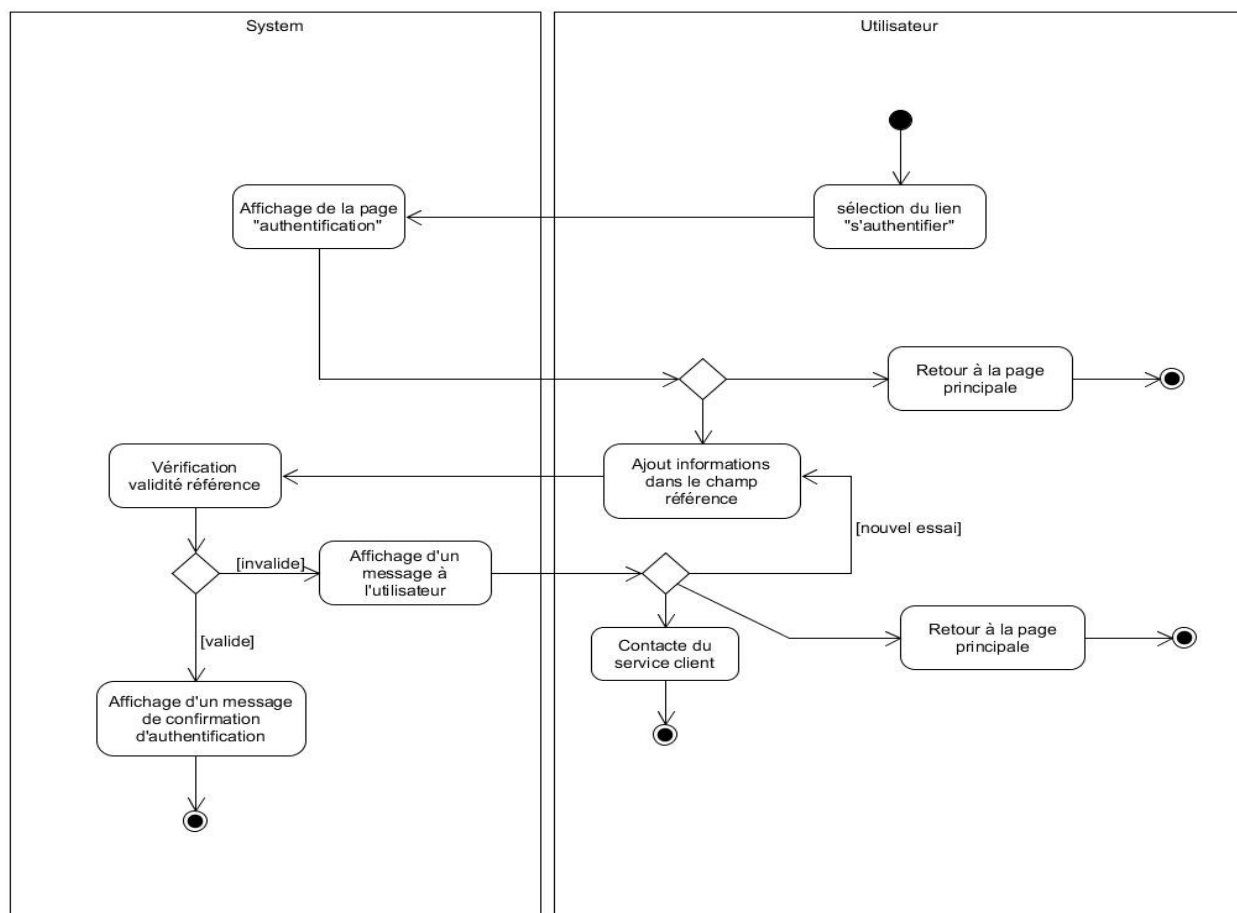 System
Utilisateur
Affichage de la page
"authentification"
sélection du lien
"s'authentifier"
Retour à la page
principale
Vérification
validité référence
Ajout informations
dans le champ
référence
[nouvel essai]
[invalide]
Affichage d'un
message à
l'utilisateur
[valide]
Contacte du
service client
Retour à la page
principale
Affichage d'un message
de confirmation
d'authentification